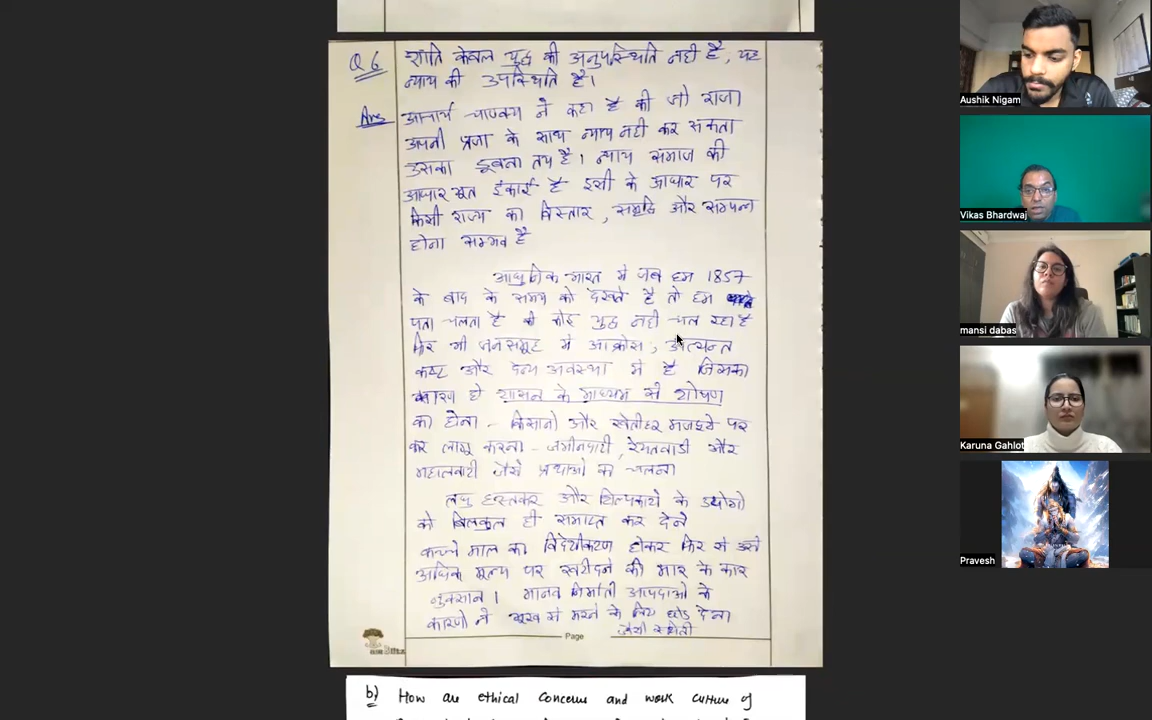 Q6 शांति केवल युद्ध की अनुपस्थिति नही है, यह
न्याय की उपस्थिति है।
Ans आचार्य चाणक्य ने कहा है की जो राजा
अपनी प्रजा के साथ न्याय नही कर सकता
उसका डूबना तय है। न्याय समाज की
आधारभूत इंकाई है इसी के आधार पर
किसी राज्य का विस्तार, समृद्धि और सम्पन्न
होना सम्भव है
आधुनिक भारत मे जब हम 1857
के बाद के समय को देखते है तो हम
पता चलता है की कोई युद्ध नही चल रहा है
फिर भी जनसमूह मे आक्रोस, अत्यन्त
कष्ट और देन्य अवस्था मे है जिसका
कारण है शासन के माध्यम से शोषण
का होना - किसानो और खेतीहर मजदूरो पर
कर लागू करना - जमीनदारी, रैयतवाडी और
महालवाडी जैसे प्रथाओ का चलना
लघु हस्तकर और शिल्पकारो के उद्योगो
को बिलकुल ही समाप्त कर देने
कच्चे माल का विदेशीकरण होकर फिर से उसे
अधिक मूल्य पर खरीदने की मार के कार
नुकसान। मानव निर्माती आपदाओ के
कारणो ने भूख से मरने के लिए छोड देना
जैसी स्थिती
Page
b) How are ethical concerns and work culture of
Aushik Nigam
Vikas Bhardwaj
mansi dabas
Karuna Gahlot
Pravesh